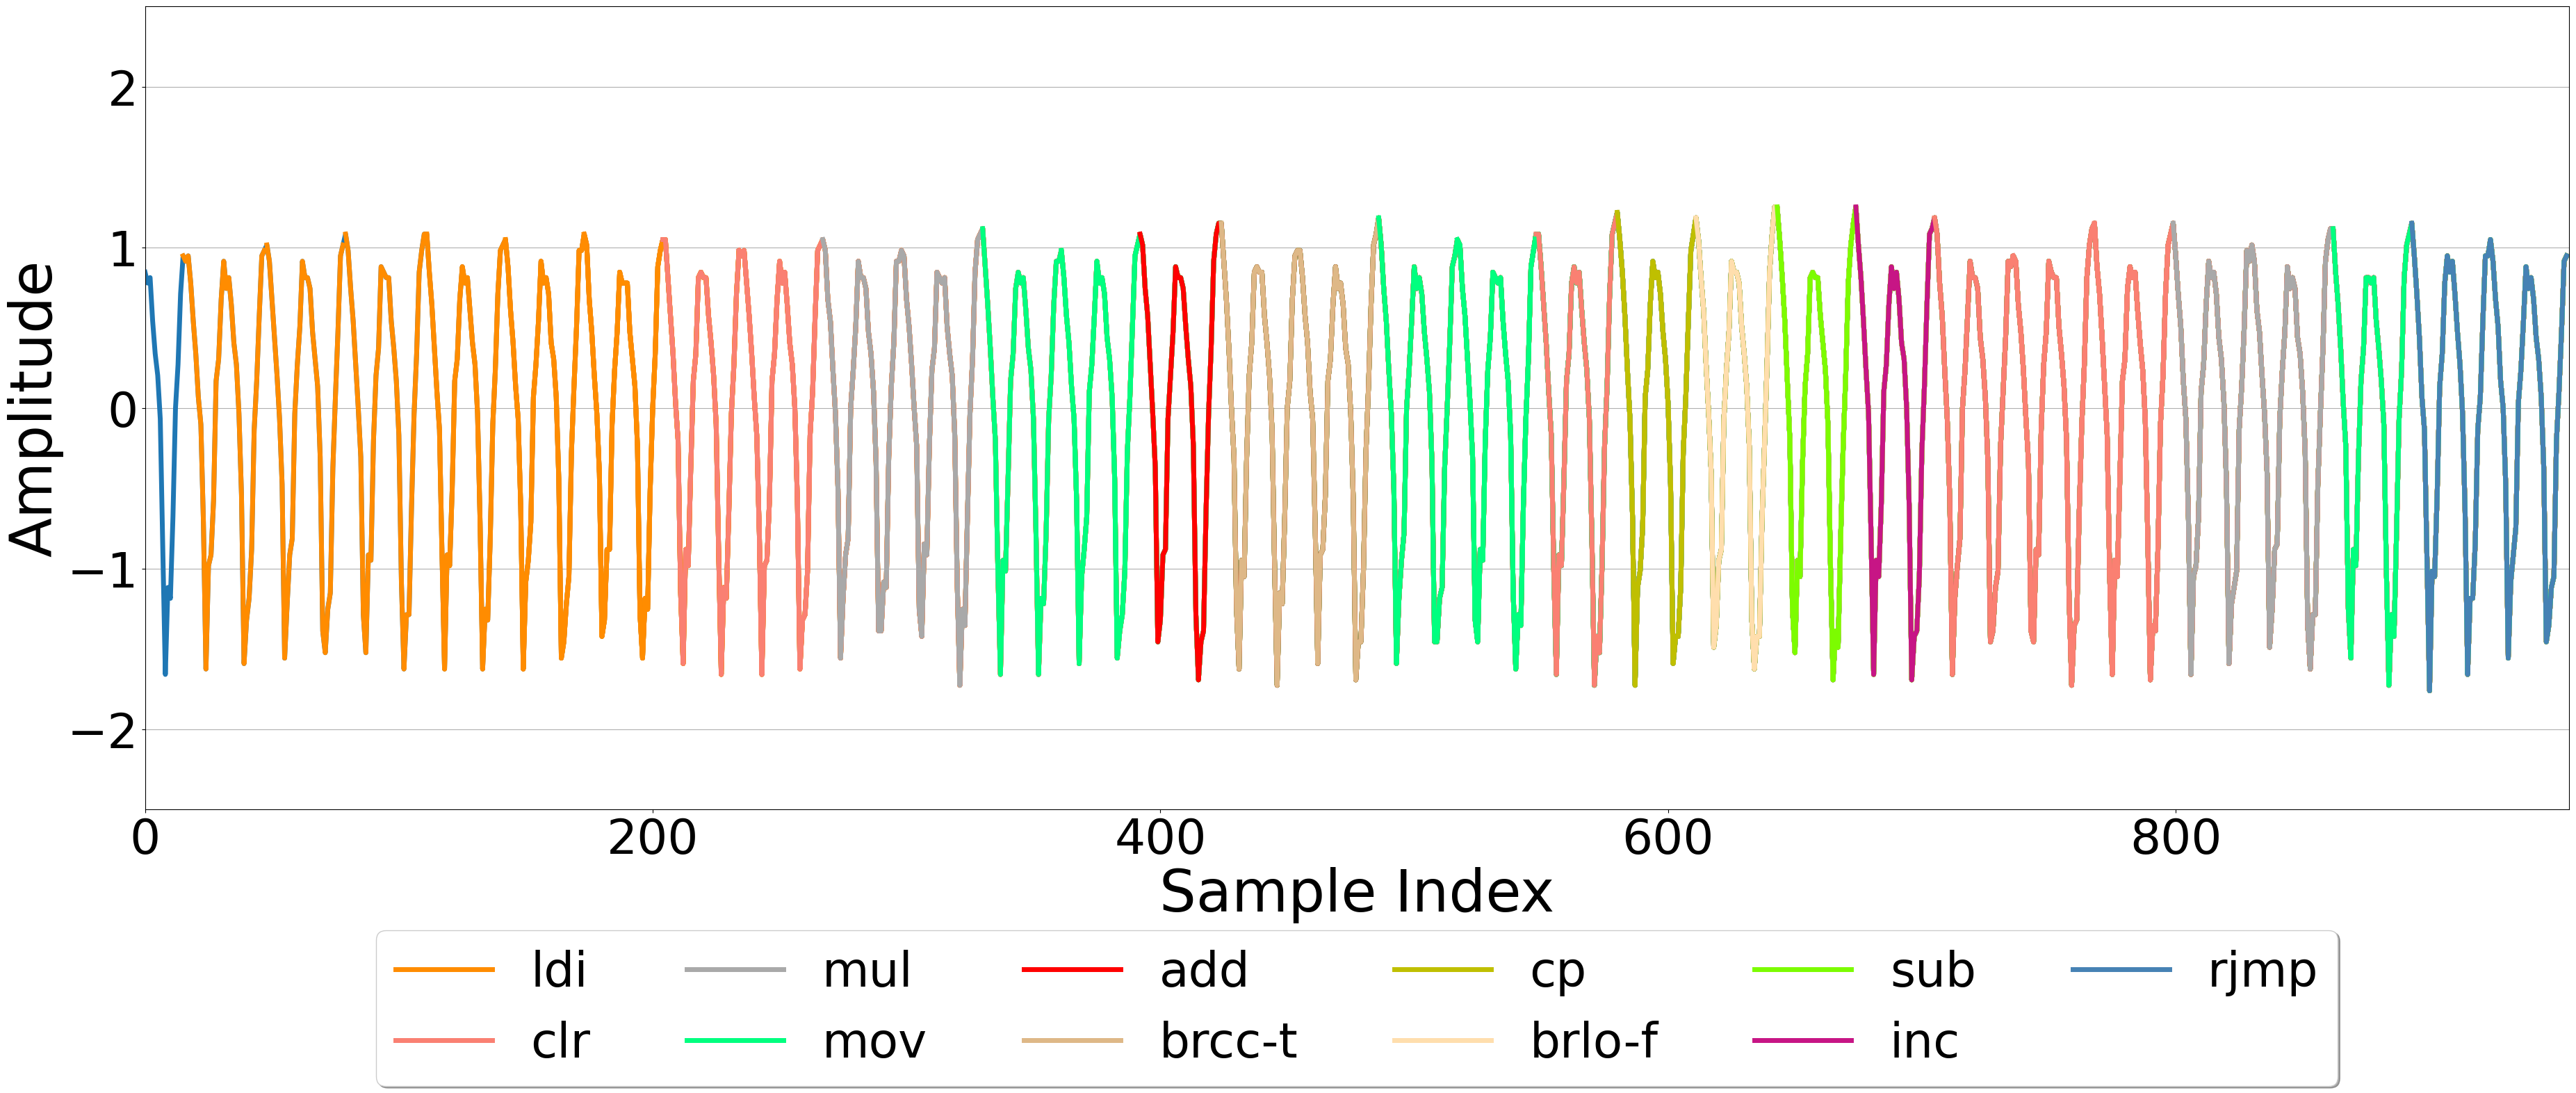 2
1
0
−1
−2
Amplitude
0 200 400 600 800
Sample Index
ldi mul add cp sub rjmp
clr mov brcc-t brlo-f inc